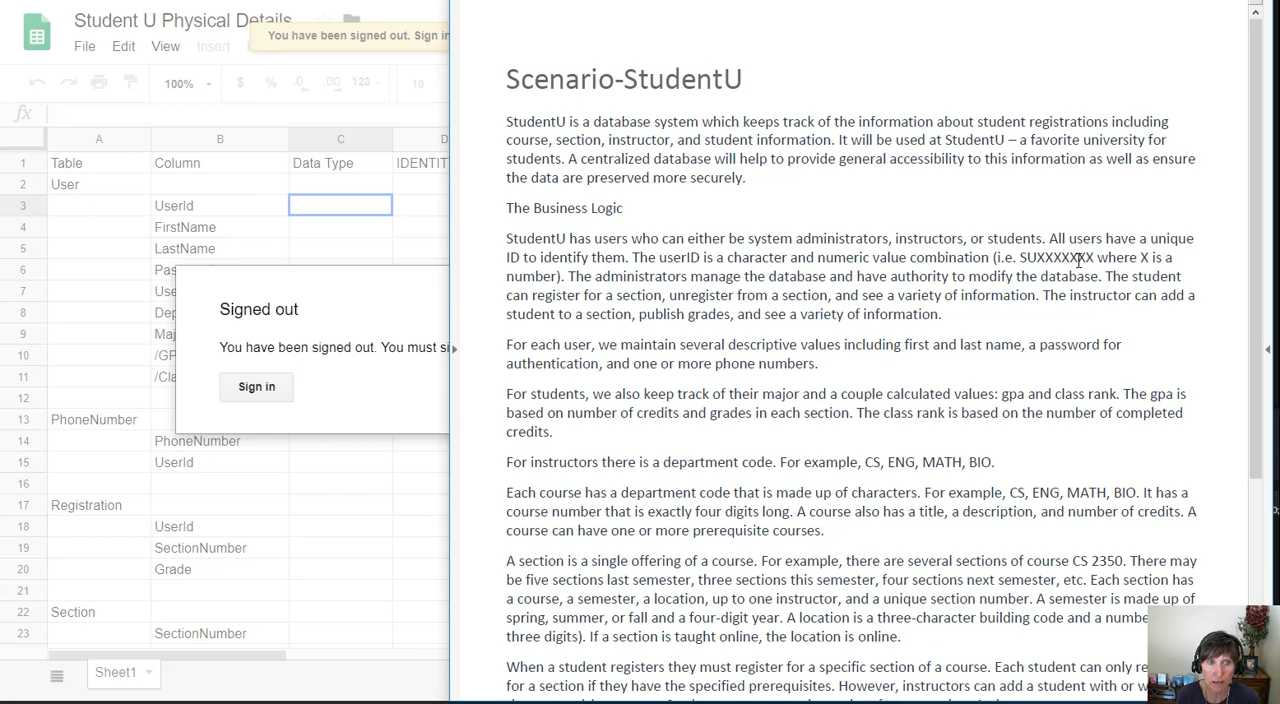 Student U Physical Details
File Edit View Insert
You have been signed out. Sign in
100% $ % .0 .00 123 10
fx
A B C D
1 Table Column Data Type IDENTIT
2 User
3 UserId
4 FirstName
5 LastName
6 Pas
7 Use
8 Dep
9 Maj
10 /GP
11 /Cla
12
13 PhoneNumber
14 PhoneNumber
15 UserId
16
17 Registration
18 UserId
19 SectionNumber
20 Grade
21
22 Section
23 SectionNumber
Sheet1
Signed out
You have been signed out. You must si
Sign in
Scenario-StudentU
StudentU is a database system which keeps track of the information about student registrations including
course, section, instructor, and student information. It will be used at StudentU – a favorite university for
students. A centralized database will help to provide general accessibility to this information as well as ensure
the data are preserved more securely.
The Business Logic
StudentU has users who can either be system administrators, instructors, or students. All users have a unique
ID to identify them. The userID is a character and numeric value combination (i.e. SUXXXXXXX where X is a
number). The administrators manage the database and have authority to modify the database. The student
can register for a section, unregister from a section, and see a variety of information. The instructor can add a
student to a section, publish grades, and see a variety of information.
For each user, we maintain several descriptive values including first and last name, a password for
authentication, and one or more phone numbers.
For students, we also keep track of their major and a couple calculated values: gpa and class rank. The gpa is
based on number of credits and grades in each section. The class rank is based on the number of completed
credits.
For instructors there is a department code. For example, CS, ENG, MATH, BIO.
Each course has a department code that is made up of characters. For example, CS, ENG, MATH, BIO. It has a
course number that is exactly four digits long. A course also has a title, a description, and number of credits. A
course can have one or more prerequisite courses.
A section is a single offering of a course. For example, there are several sections of course CS 2350. There may
be five sections last semester, three sections this semester, four sections next semester, etc. Each section has
a course, a semester, a location, up to one instructor, and a unique section number. A semester is made up of
spring, summer, or fall and a four-digit year. A location is a three-character building code and a numbe
three digits). If a section is taught online, the location is online.
When a student registers they must register for a specific section of a course. Each student can only re
for a section if they have the specified prerequisites. However, instructors can add a student with or w